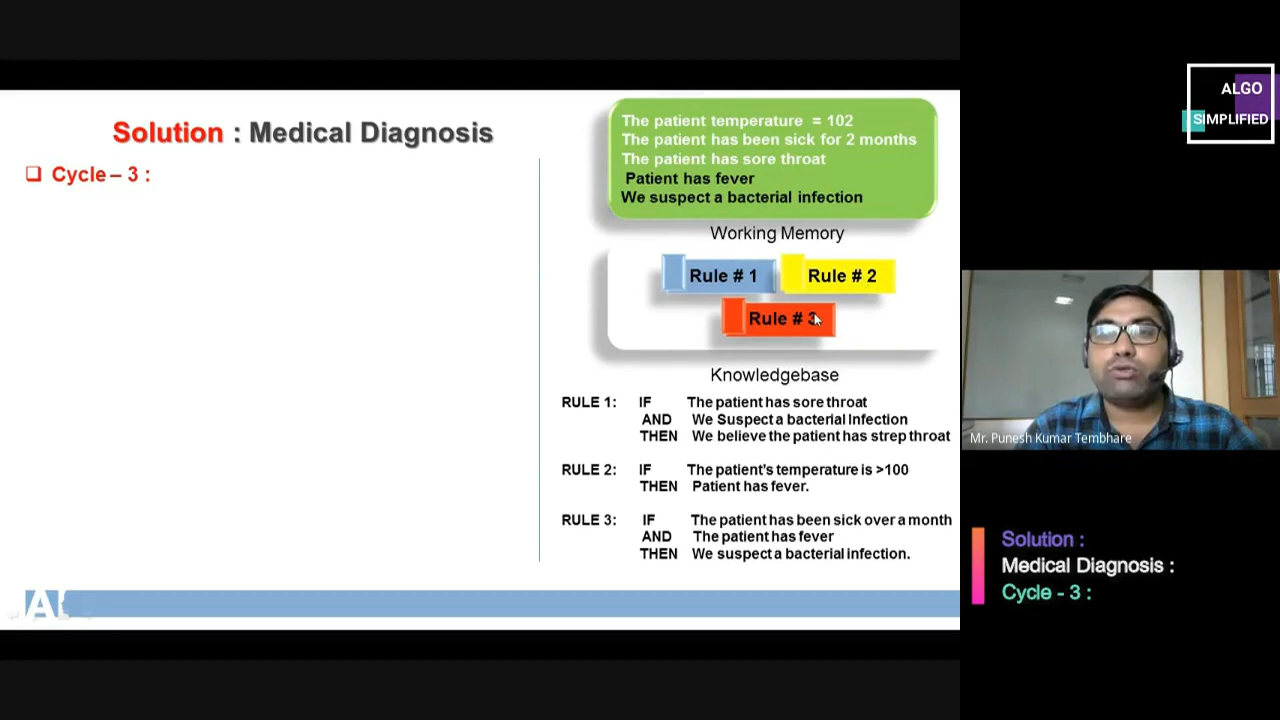 Solution : Medical Diagnosis
Cycle – 3 :
The patient temperature = 102
The patient has been sick for 2 months
The patient has sore throat
Patient has fever
We suspect a bacterial infection
Working Memory
Rule # 1
Rule # 2
Rule # 3
Knowledgebase
RULE 1: IF The patient has sore throat
AND We Suspect a bacterial Infection
THEN We believe the patient has strep throat
RULE 2: IF The patient's temperature is >100
THEN Patient has fever.
RULE 3: IF The patient has been sick over a month
AND The patient has fever
THEN We suspect a bacterial infection.
ALGO
SIMPLIFIED
Mr. Punesh Kumar Tembhare
Solution :
Medical Diagnosis :
Cycle - 3 :